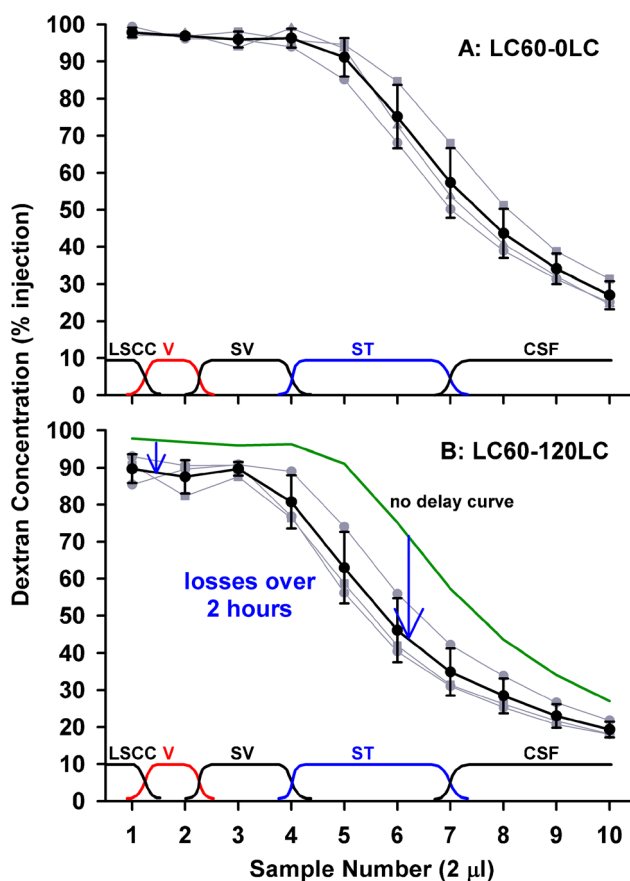 A: LC60-0LC
100
90
80
70
60
50
40
30
20
10
0
LSCC V SV ST CSF
B: LC60-120LC
no delay curve
losses over
2 hours
100
90
80
70
60
50
40
30
20
10
0
LSCC V SV ST CSF
1 2 3 4 5 6 7 8 9 10
Sample Number (2 µl)
Dextran Concentration (% injection)